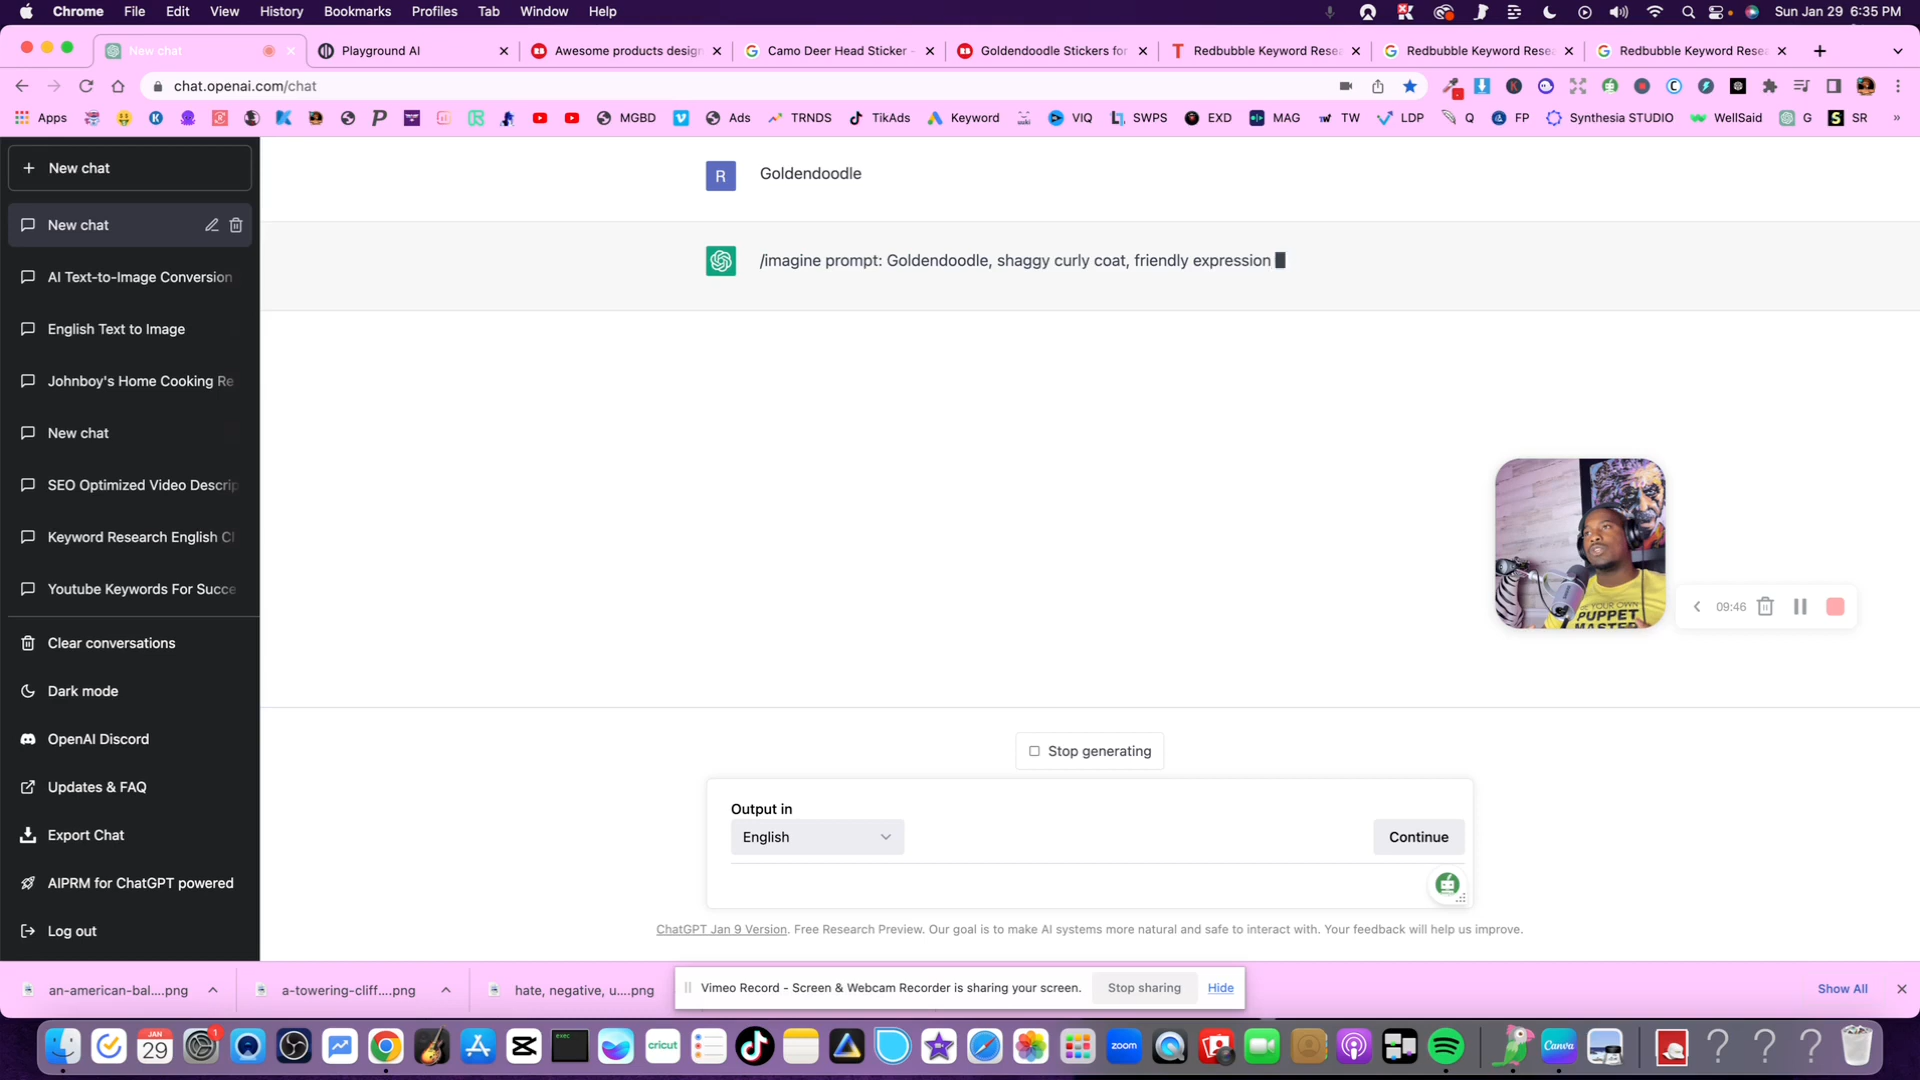 Chrome File Edit View History Bookmarks Profiles Tab Window Help Sun Jan 29 6:35 PM
New chat Playground AI Awesome products design Camo Deer Head Sticker - Goldendoodle Stickers for Redbubble Keyword Rese Redbubble Keyword Rese Redbubble Keyword Rese
chat.openai.com/chat
Apps MGBD Ads TRNDS TikAds Keyword VIQ SWPS EXD MAG TW LDP Q FP Synthesia STUDIO WellSaid G SR »
New chat
R Goldendoodle
New chat
/imagine prompt: Goldendoodle, shaggy curly coat, friendly expression
AI Text-to-Image Conversion
English Text to Image
Johnboy's Home Cooking Re
New chat
SEO Optimized Video Descrip
Keyword Research English Cl
Youtube Keywords For Succe
PUPPET
MASTER
09:46
Clear conversations
Dark mode
OpenAI Discord
Updates & FAQ
Export Chat
AIPRM for ChatGPT powered
Log out
Stop generating
Output in
English
Continue
ChatGPT Jan 9 Version. Free Research Preview. Our goal is to make AI systems more natural and safe to interact with. Your feedback will help us improve.
an-american-bal....png a-towering-cliff....png hate, negative, u....png Vimeo Record - Screen & Webcam Recorder is sharing your screen. Stop sharing Hide Show All
JAN
29
1
exec
cricut
zoom
Canva